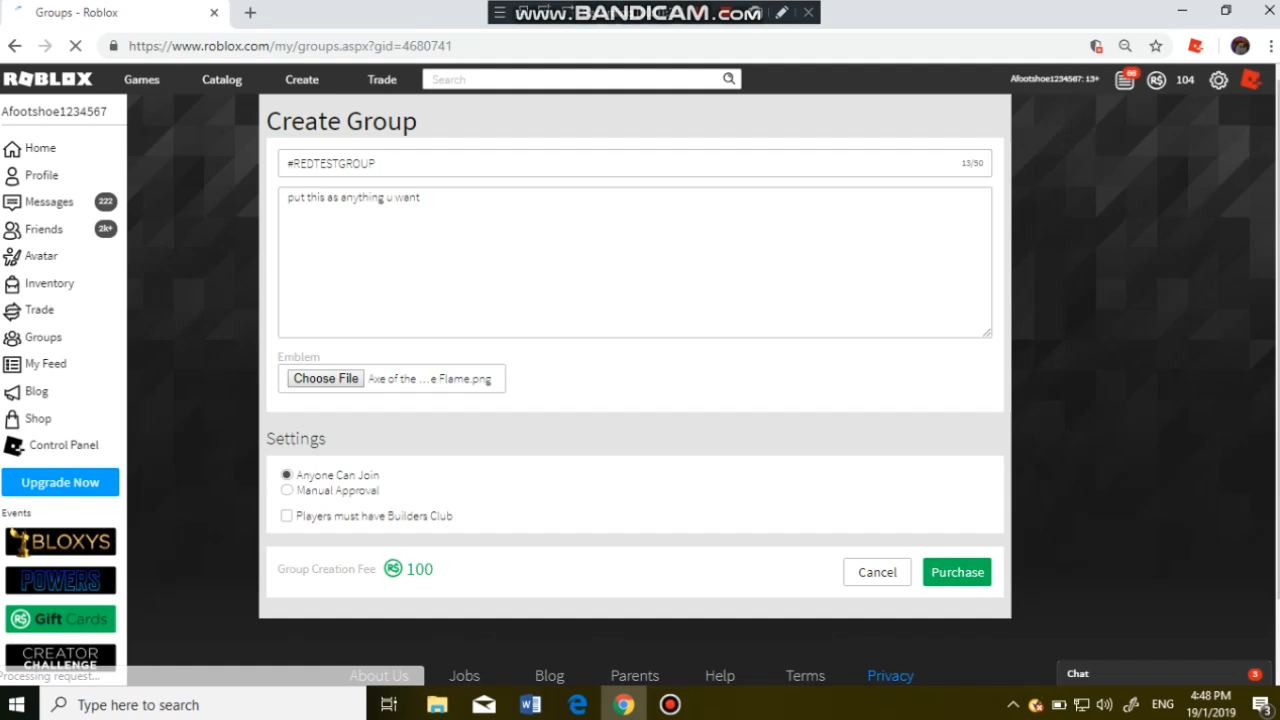 Groups - Roblox
www.BANDICAM.com
https://www.roblox.com/my/groups.aspx?gid=4680741
ROBLOX
Games
Catalog
Create
Trade
Search
Afootshoe1234567: 13+
104
Afootshoe1234567
Home
Profile
Messages 222
Friends 2k+
Avatar
Inventory
Trade
Groups
My Feed
Blog
Shop
Control Panel
Upgrade Now
Events
BLOXYS
POWERS
Gift Cards
CREATOR
CHALLENGE
Processing request...
Create Group
#REDTESTGROUP 13/50
put this as anything u want
Emblem
Choose File Axe of the ...e Flame.png
Settings
Anyone Can Join
Manual Approval
Players must have Builders Club
Group Creation Fee R$ 100
Cancel
Purchase
About Us
Jobs
Blog
Parents
Help
Terms
Privacy
Chat 3
Type here to search
ENG
4:48 PM
19/1/2019
3